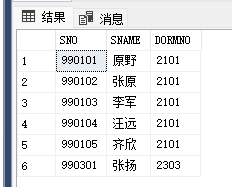 结果 消息
SNO SNAME DORMNO
1 990101 原野 2101
2 990102 张原 2101
3 990103 李军 2101
4 990104 汪远 2101
5 990105 齐欣 2101
6 990301 张扬 2303